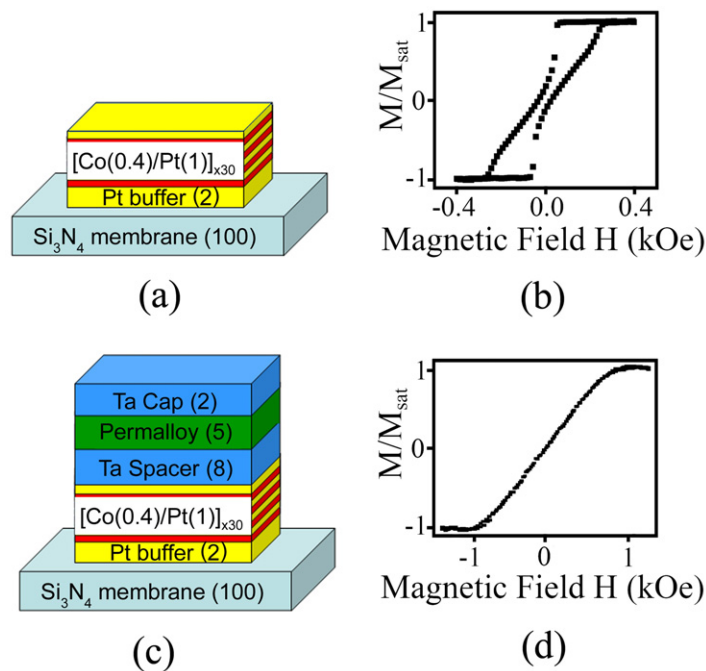 [Co(0.4)/Pt(1)]x30
Pt buffer (2)
Si3N4 membrane (100)
(a)
M/Msat
1
0
-1
-0.4 0.0 0.4
Magnetic Field H (kOe)
(b)
Ta Cap (2)
Permalloy (5)
Ta Spacer (8)
[Co(0.4)/Pt(1)]x30
Pt buffer (2)
Si3N4 membrane (100)
(c)
M/Msat
1
0
-1
-1 0 1
Magnetic Field H (kOe)
(d)